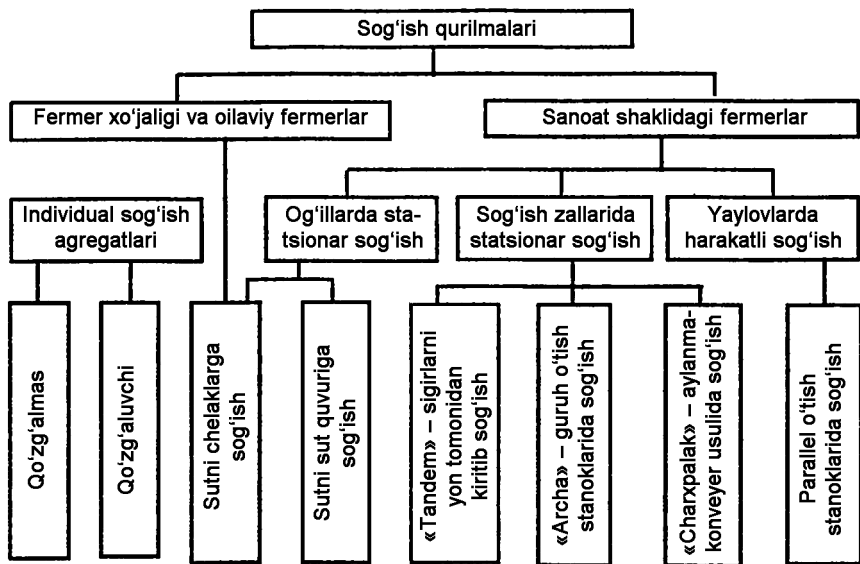 Sog‘ish qurilmalari
Fermer xo‘jaligi va oilaviy fermerlar
Sanoat shaklidagi fermerlar
Individual sog‘ish
agregatlari
Og‘illarda sta-
tsionar sog‘ish
Sog‘ish zallarida
statsionar sog‘ish
Yaylovlarda
harakatli sog‘ish
Qo‘zg‘almas
Qo‘zg‘aluvchi
Sutni chelaklarga
sog‘ish
Sutni sut quvuriga
sog‘ish
«Tandem» – sigirlarni
yon tomonidan
kiritib sog‘ish
«Archa» – guruh o‘tish
stanoklarida sog‘ish
«Charxpalak» – aylanma-
konveyer usulida sog‘ish
Parallel o‘tish
stanoklarida sog‘ish